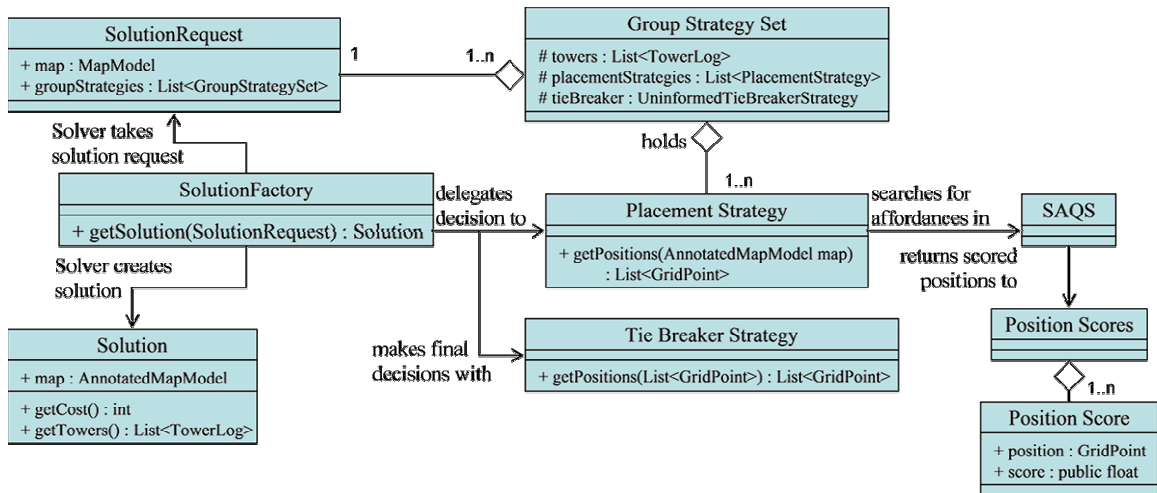 SolutionRequest
+ map : MapModel
+ groupStrategies : List<GroupStrategySet>
1
1..n
Group Strategy Set
# towers : List<TowerLog>
# placementStrategies : List<PlacementStrategy>
# tieBreaker : UninformedTieBreakerStrategy
Solver takes
solution request
holds
1..n
SolutionFactory
+ getSolution(SolutionRequest) : Solution
delegates
decision to
Placement Strategy
+ getPositions(AnnotatedMapModel map)
: List<GridPoint>
searches for
affordances in
SAQS
returns scored
positions to
Solver creates
solution
Solution
+ map : AnnotatedMapModel
+ getCost() : int
+ getTowers() : List<TowerLog>
makes final
decisions with
Tie Breaker Strategy
+ getPositions(List<GridPoint>) : List<GridPoint>
Position Scores
1..n
Position Score
+ position : GridPoint
+ score : public float